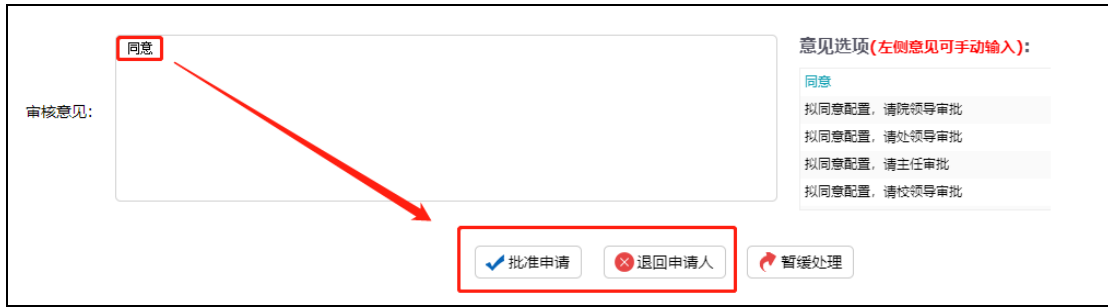 同意
审核意见：
意见选项(左侧意见可手动输入)：
同意
拟同意配置，请院领导审批
拟同意配置，请处领导审批
拟同意配置，请主任审批
拟同意配置，请校领导审批
批准申请 退回申请人 暂缓处理